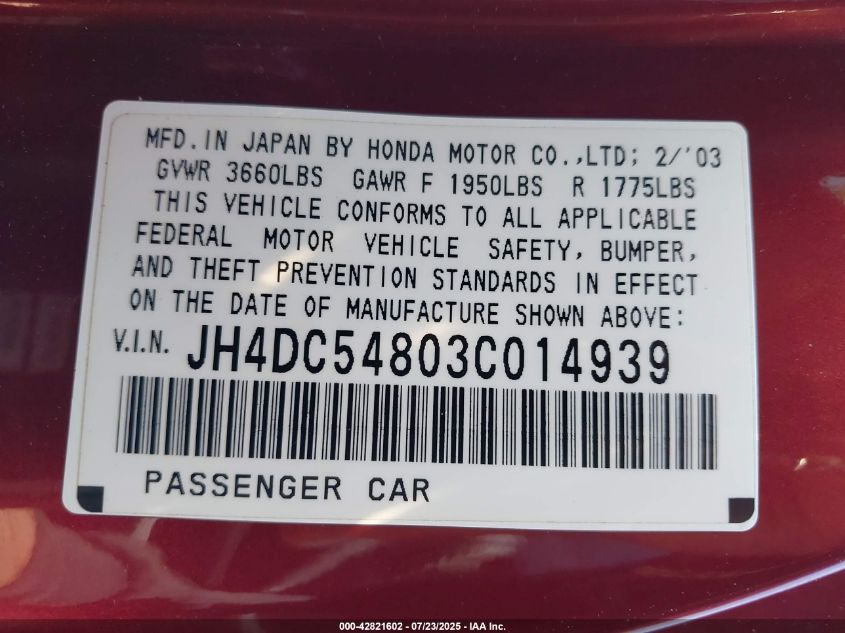 MFD. IN JAPAN BY HONDA MOTOR CO.,LTD; 2/'03
GVWR 3660LBS GAWR F 1950LBS R 1775LBS
THIS VEHICLE CONFORMS TO ALL APPLICABLE
FEDERAL MOTOR VEHICLE SAFETY, BUMPER,
AND THEFT PREVENTION STANDARDS IN EFFECT
ON THE DATE OF MANUFACTURE SHOWN ABOVE:
V.I.N. JH4DC54803C014939
PASSENGER CAR
000-42821602 - 07/23/2025 - IAA Inc.